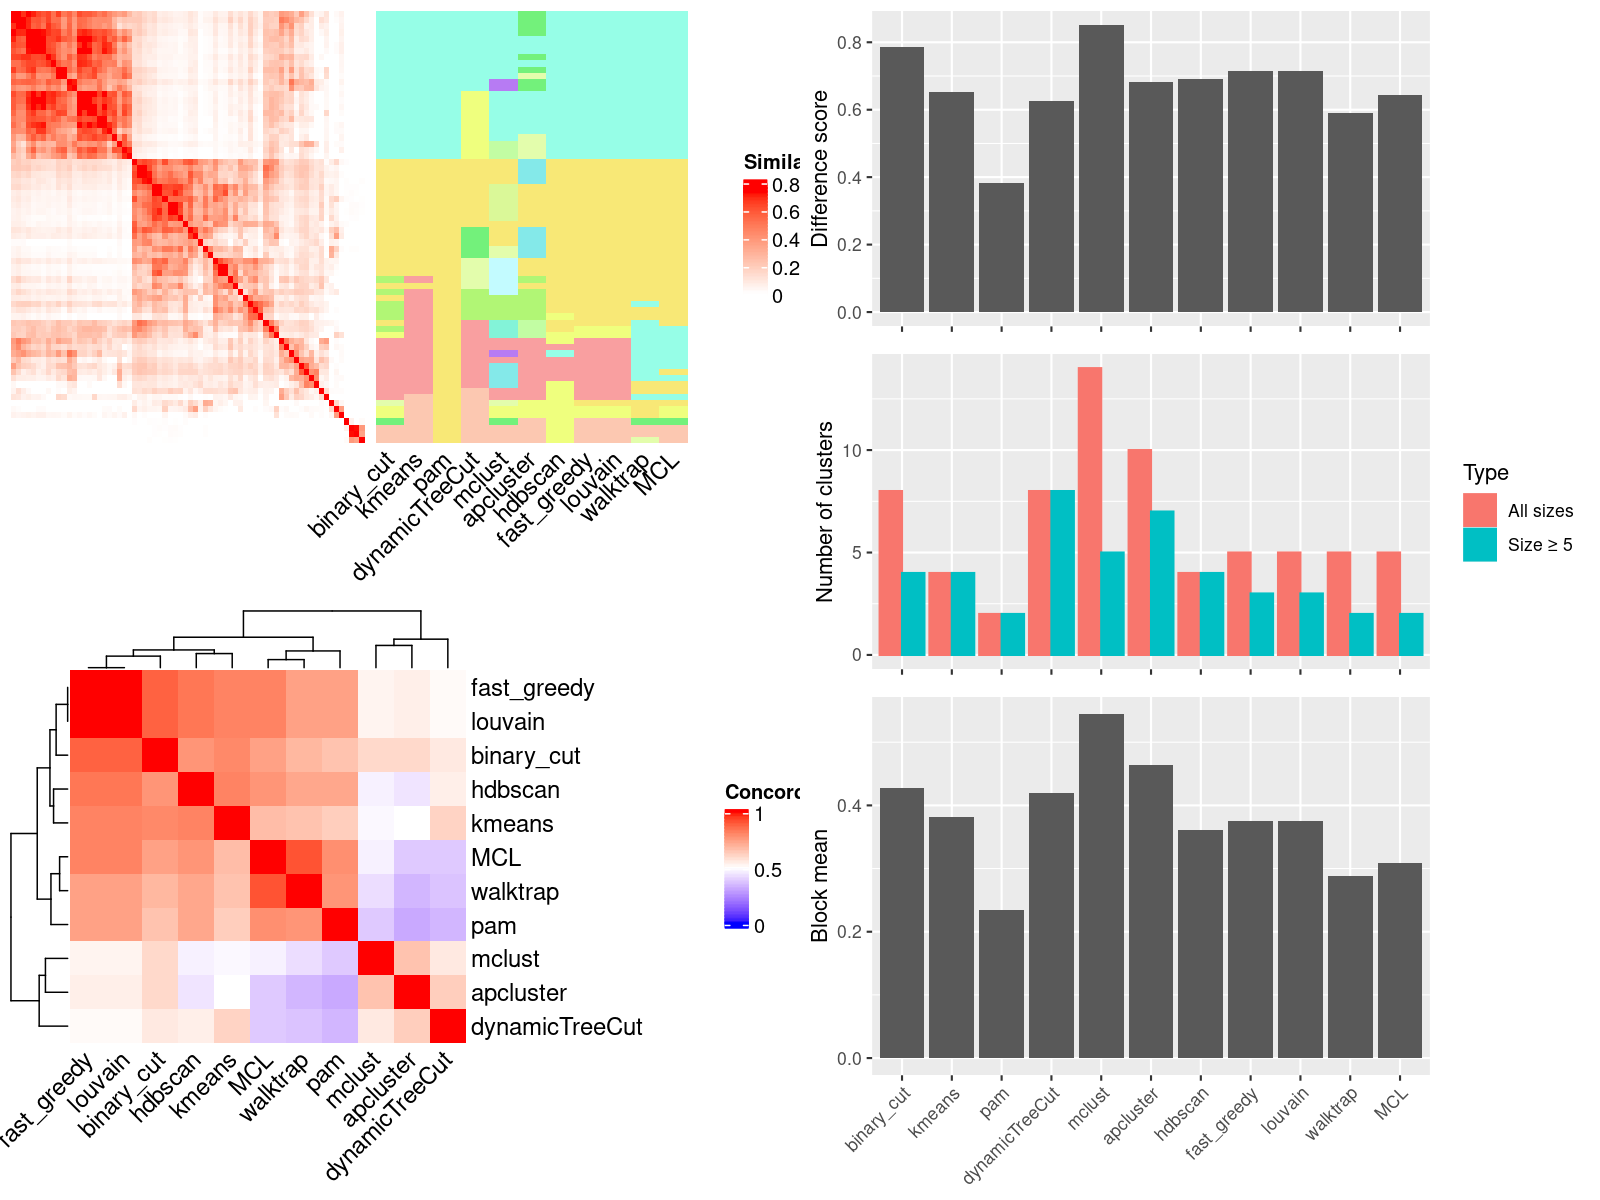 Simila
0.8
0.6
0.4
0.2
0
binary_cut
kmeans
pam
dynamicTreeCut
mclust
apcluster
hdbscan
fast_greedy
louvain
walktrap
MCL
fast_greedy
louvain
binary_cut
hdbscan
kmeans
MCL
walktrap
pam
mclust
apcluster
dynamicTreeCut
Concord
1
0.5
0
fast_greedy
louvain
binary_cut
hdbscan
kmeans
MCL
walktrap
pam
mclust
apcluster
dynamicTreeCut
Difference score
0.8
0.6
0.4
0.2
0.0
Number of clusters
10
5
0
Type
All sizes
Size ≥ 5
Block mean
0.4
0.2
0.0
binary_cut
kmeans
pam
dynamicTreeCut
mclust
apcluster
hdbscan
fast_greedy
louvain
walktrap
MCL